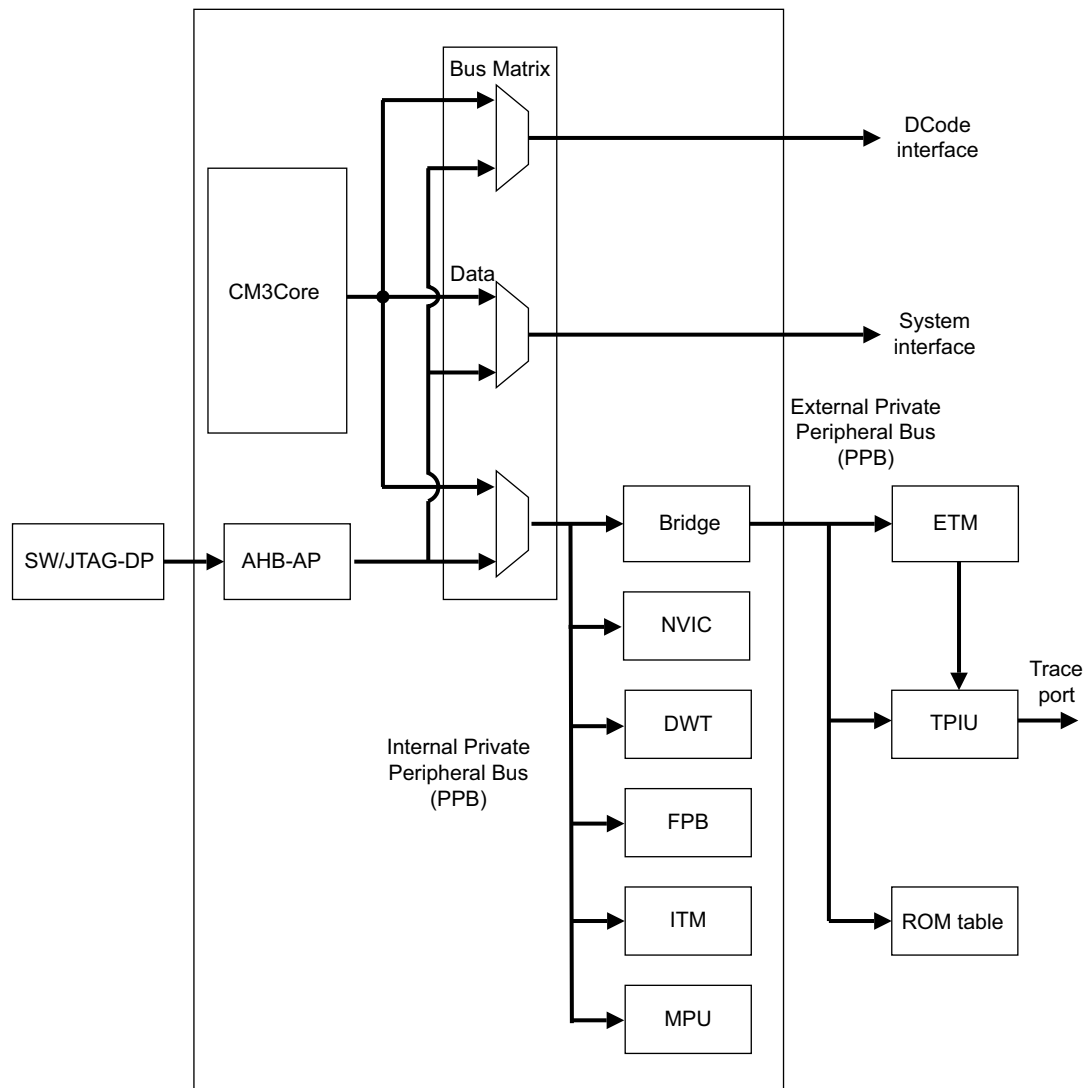 Bus Matrix
DCode
interface
CM3Core
Data
System
interface
External Private
Peripheral Bus
(PPB)
SW/JTAG-DP
AHB-AP
Bridge
ETM
NVIC
Trace
port
DWT
TPIU
Internal Private
Peripheral Bus
(PPB)
FPB
ITM
ROM table
MPU